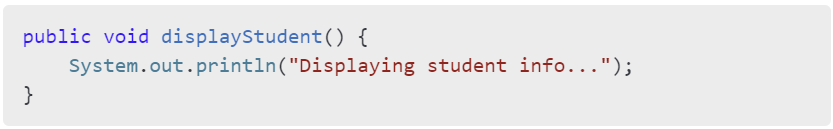 public void displayStudent() {
    System.out.println("Displaying student info...");
}